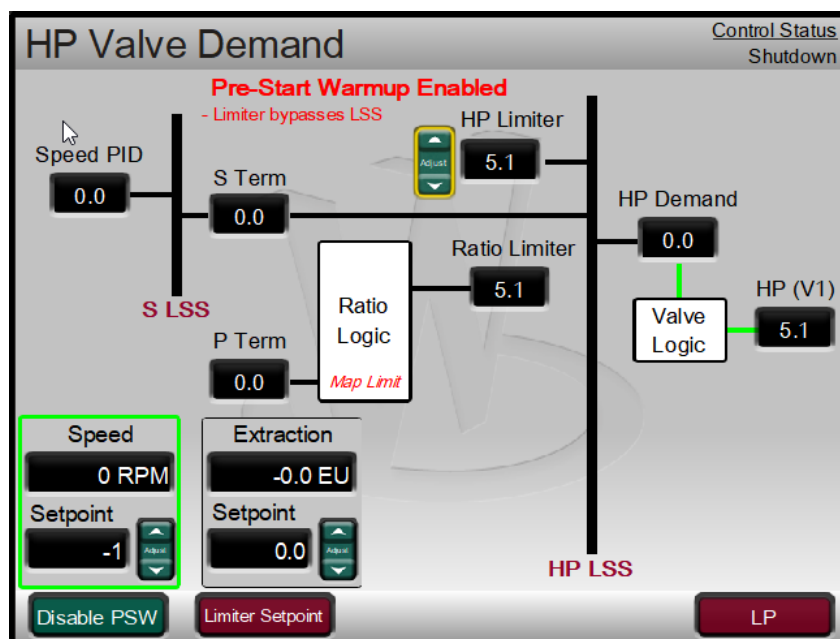 HP Valve Demand
Control Status
Shutdown
Pre-Start Warmup Enabled
- Limiter bypasses LSS
HP Limiter
Adjust
5.1
Speed PID
0.0
S Term
0.0
HP Demand
0.0
Ratio Limiter
5.1
HP (V1)
5.1
Valve
Logic
S LSS
Ratio
Logic
Map Limit
P Term
0.0
Speed
0 RPM
Setpoint
-1
Adjust
Extraction
-0.0 EU
Setpoint
0.0
Adjust
HP LSS
Disable PSW
Limiter Setpoint
LP